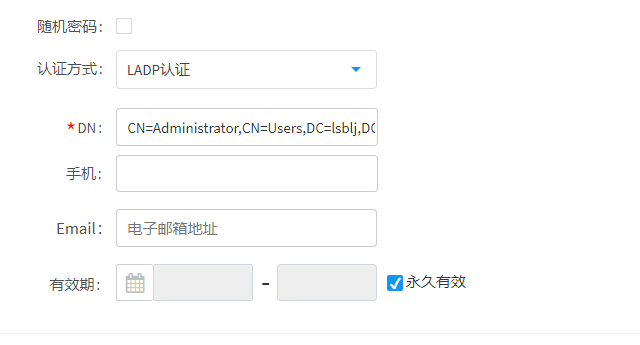 随机密码：
认证方式： LADP认证
* DN： CN=Administrator,CN=Users,DC=lsblj,DC
手机：
Email： 电子邮箱地址
有效期： - 永久有效